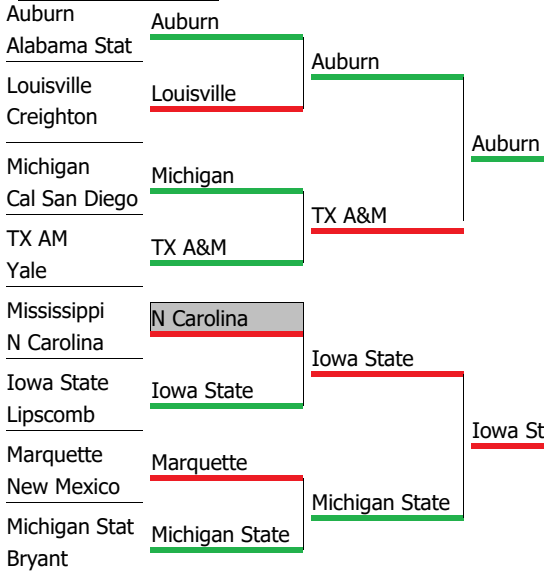 Auburn
Alabama Stat
Louisville
Creighton
Michigan
Cal San Diego
TX AM
Yale
Mississippi
N Carolina
Iowa State
Lipscomb
Marquette
New Mexico
Michigan Stat
Bryant
Auburn
Louisville
Michigan
TX A&M
N Carolina
Iowa State
Marquette
Michigan State
Auburn
TX A&M
Iowa State
Michigan State
Auburn
Iowa St